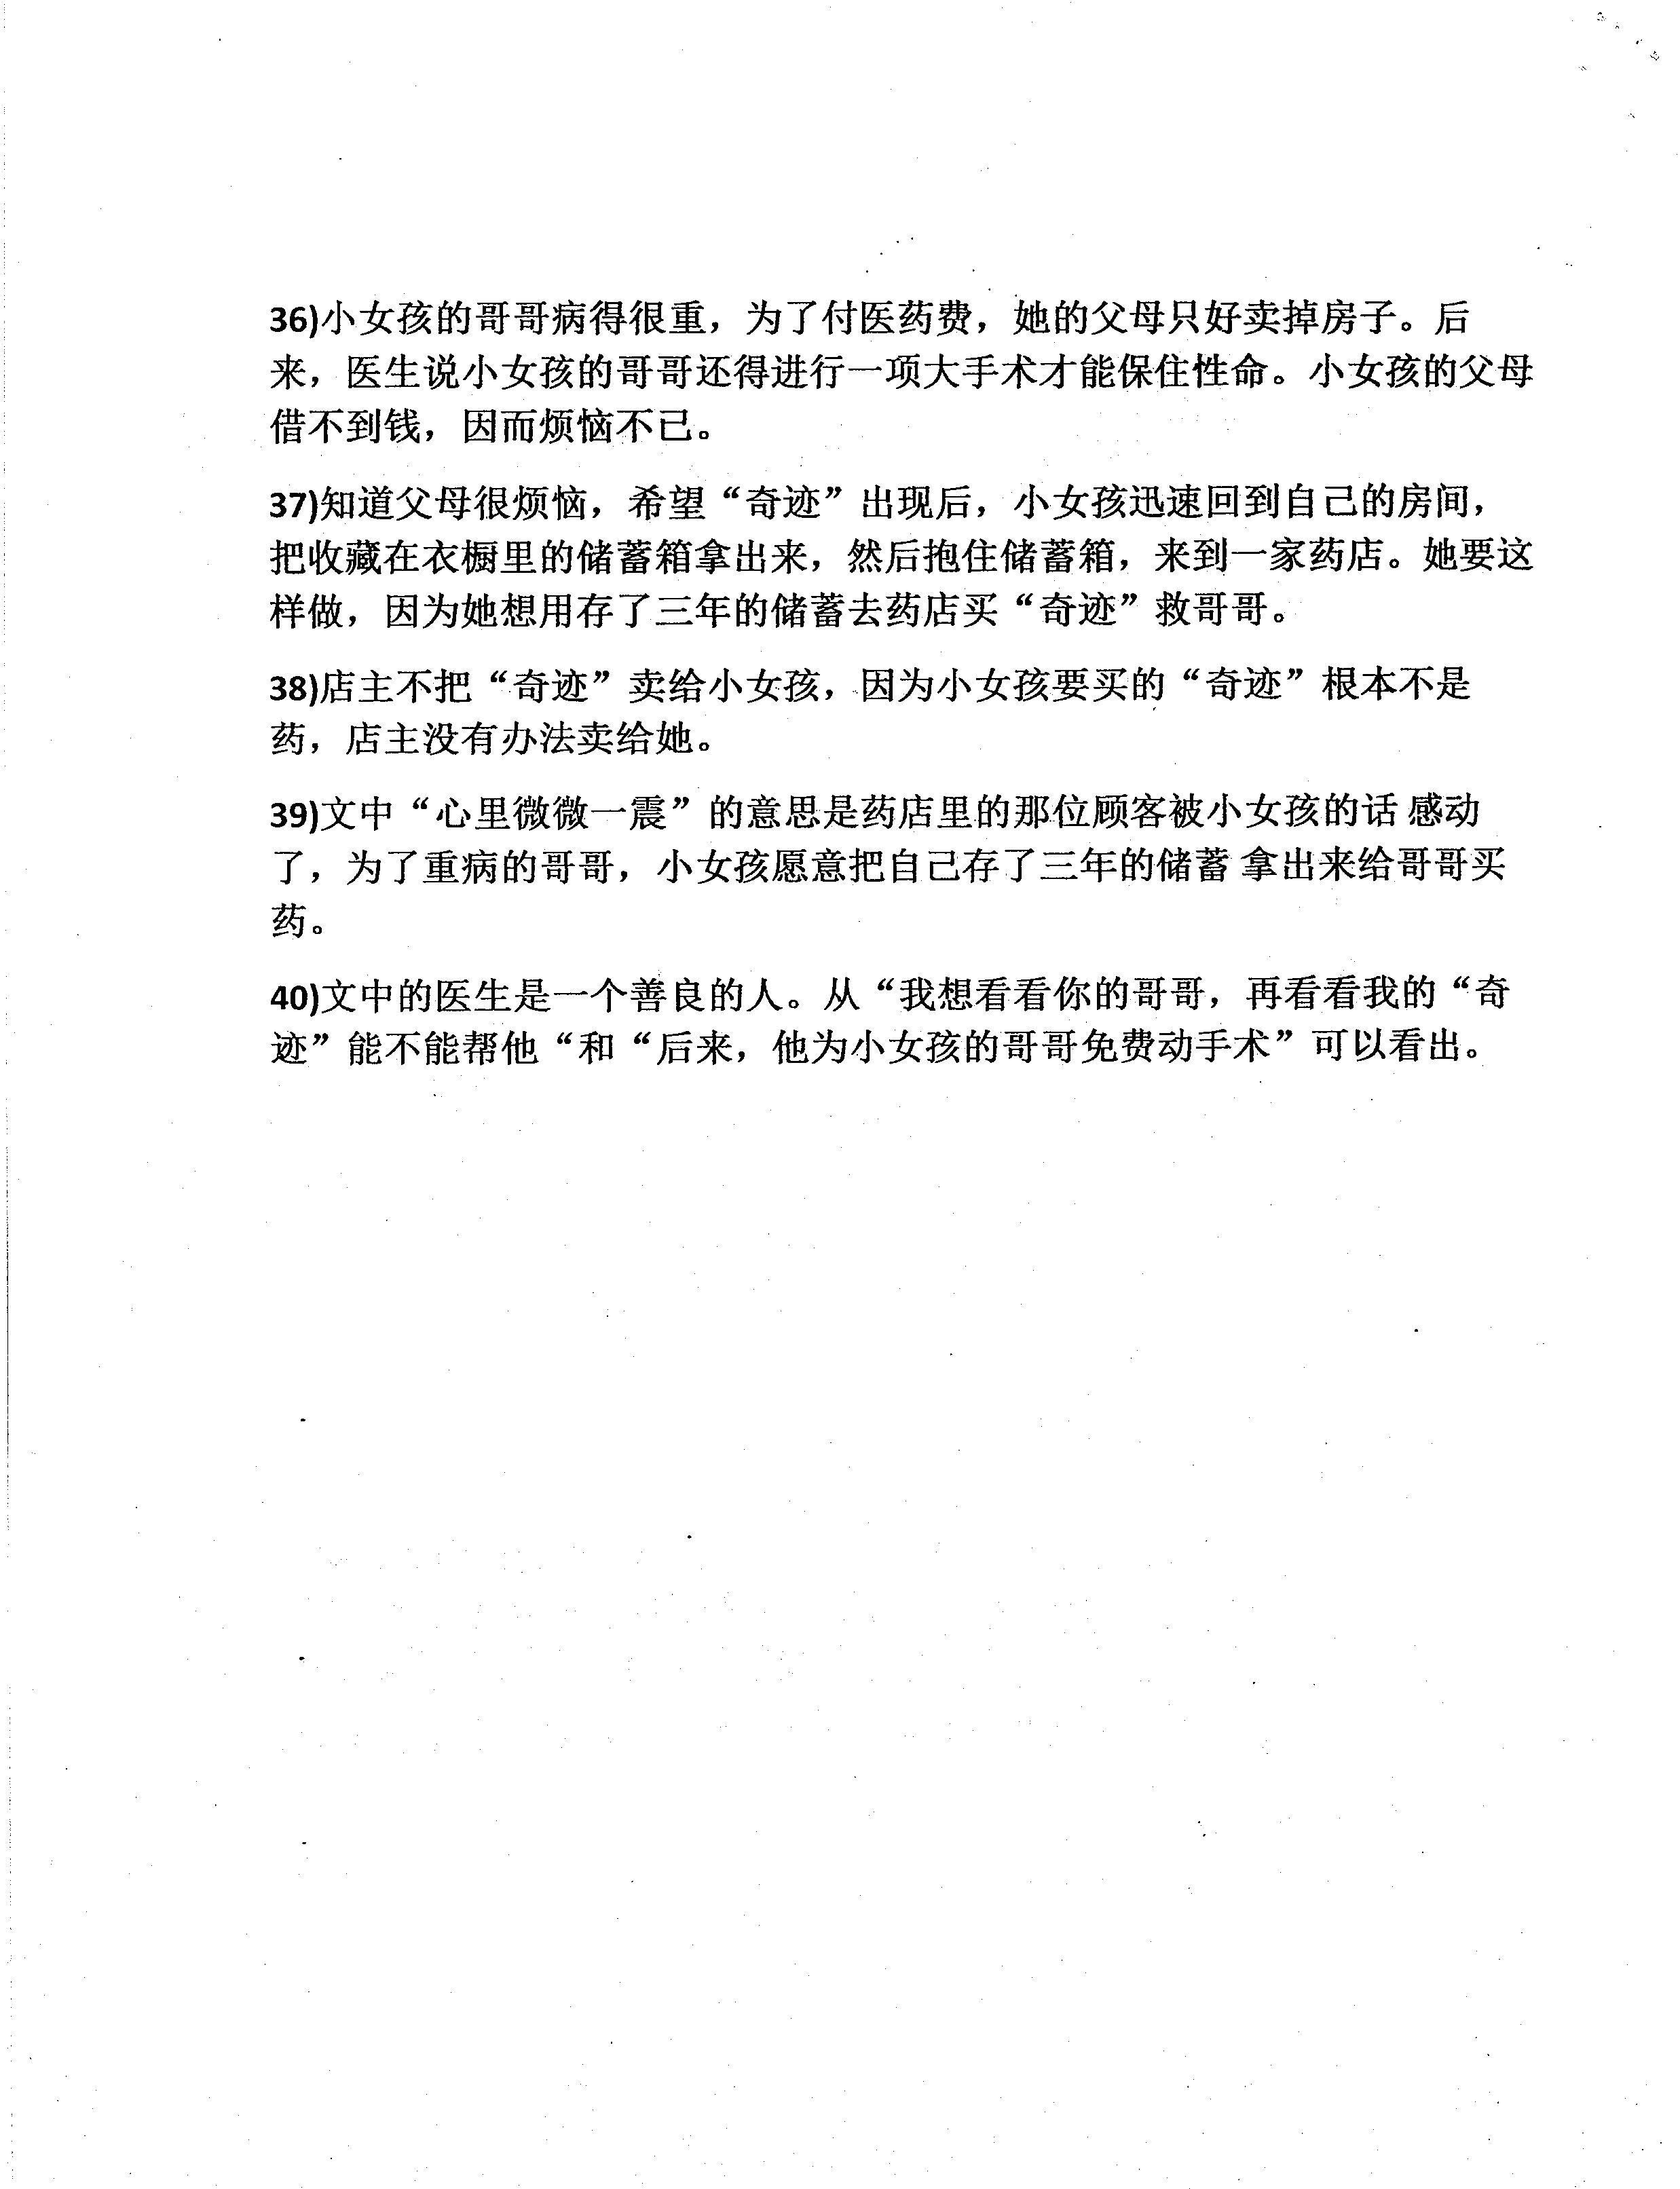 36)小女孩的哥哥病得很重，为了付医药费，她的父母只好卖掉房子。后
来，医生说小女孩的哥哥还得进行一项大手术才能保住性命。小女孩的父母
借不到钱，因而烦恼不已。
37)知道父母很烦恼，希望“奇迹”出现后，小女孩迅速回到自己的房间，
把收藏在衣橱里的储蓄箱拿出来，然后抱住储蓄箱，来到一家药店。她要这
样做，因为她想用存了三年的储蓄去药店买“奇迹”救哥哥。
38)店主不把“奇迹”卖给小女孩，因为小女孩要买的“奇迹”根本不是
药，店主没有办法卖给她。
39)文中“心里微微一震”的意思是药店里的那位顾客被小女孩的话 感动
了，为了重病的哥哥，小女孩愿意把自己存了三年的储蓄 拿出来给哥哥买
药。
40)文中的医生是一个善良的人。从“我想看看你的哥哥，再看看我的“奇
迹”能不能帮他“和“后来，他为小女孩的哥哥免费动手术”可以看出。